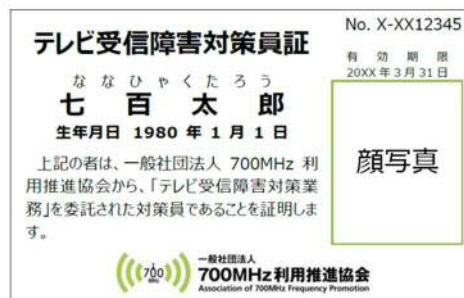 No. X-XX12345
テレビ受信障害対策員証
有効期限
20XX 年 3 月 31 日
ななひゃくたろう
七百太郎
生年月日 1980 年 1 月 1 日
顔写真
上記の者は、一般社団法人 700MHz 利
用推進協会から、「テレビ受信障害対策業
務」を委託された対策員であることを証明しま
す。
700
MHz
一般社団法人
700MHz利用推進協会
Association of 700MHz Frequency Promotion